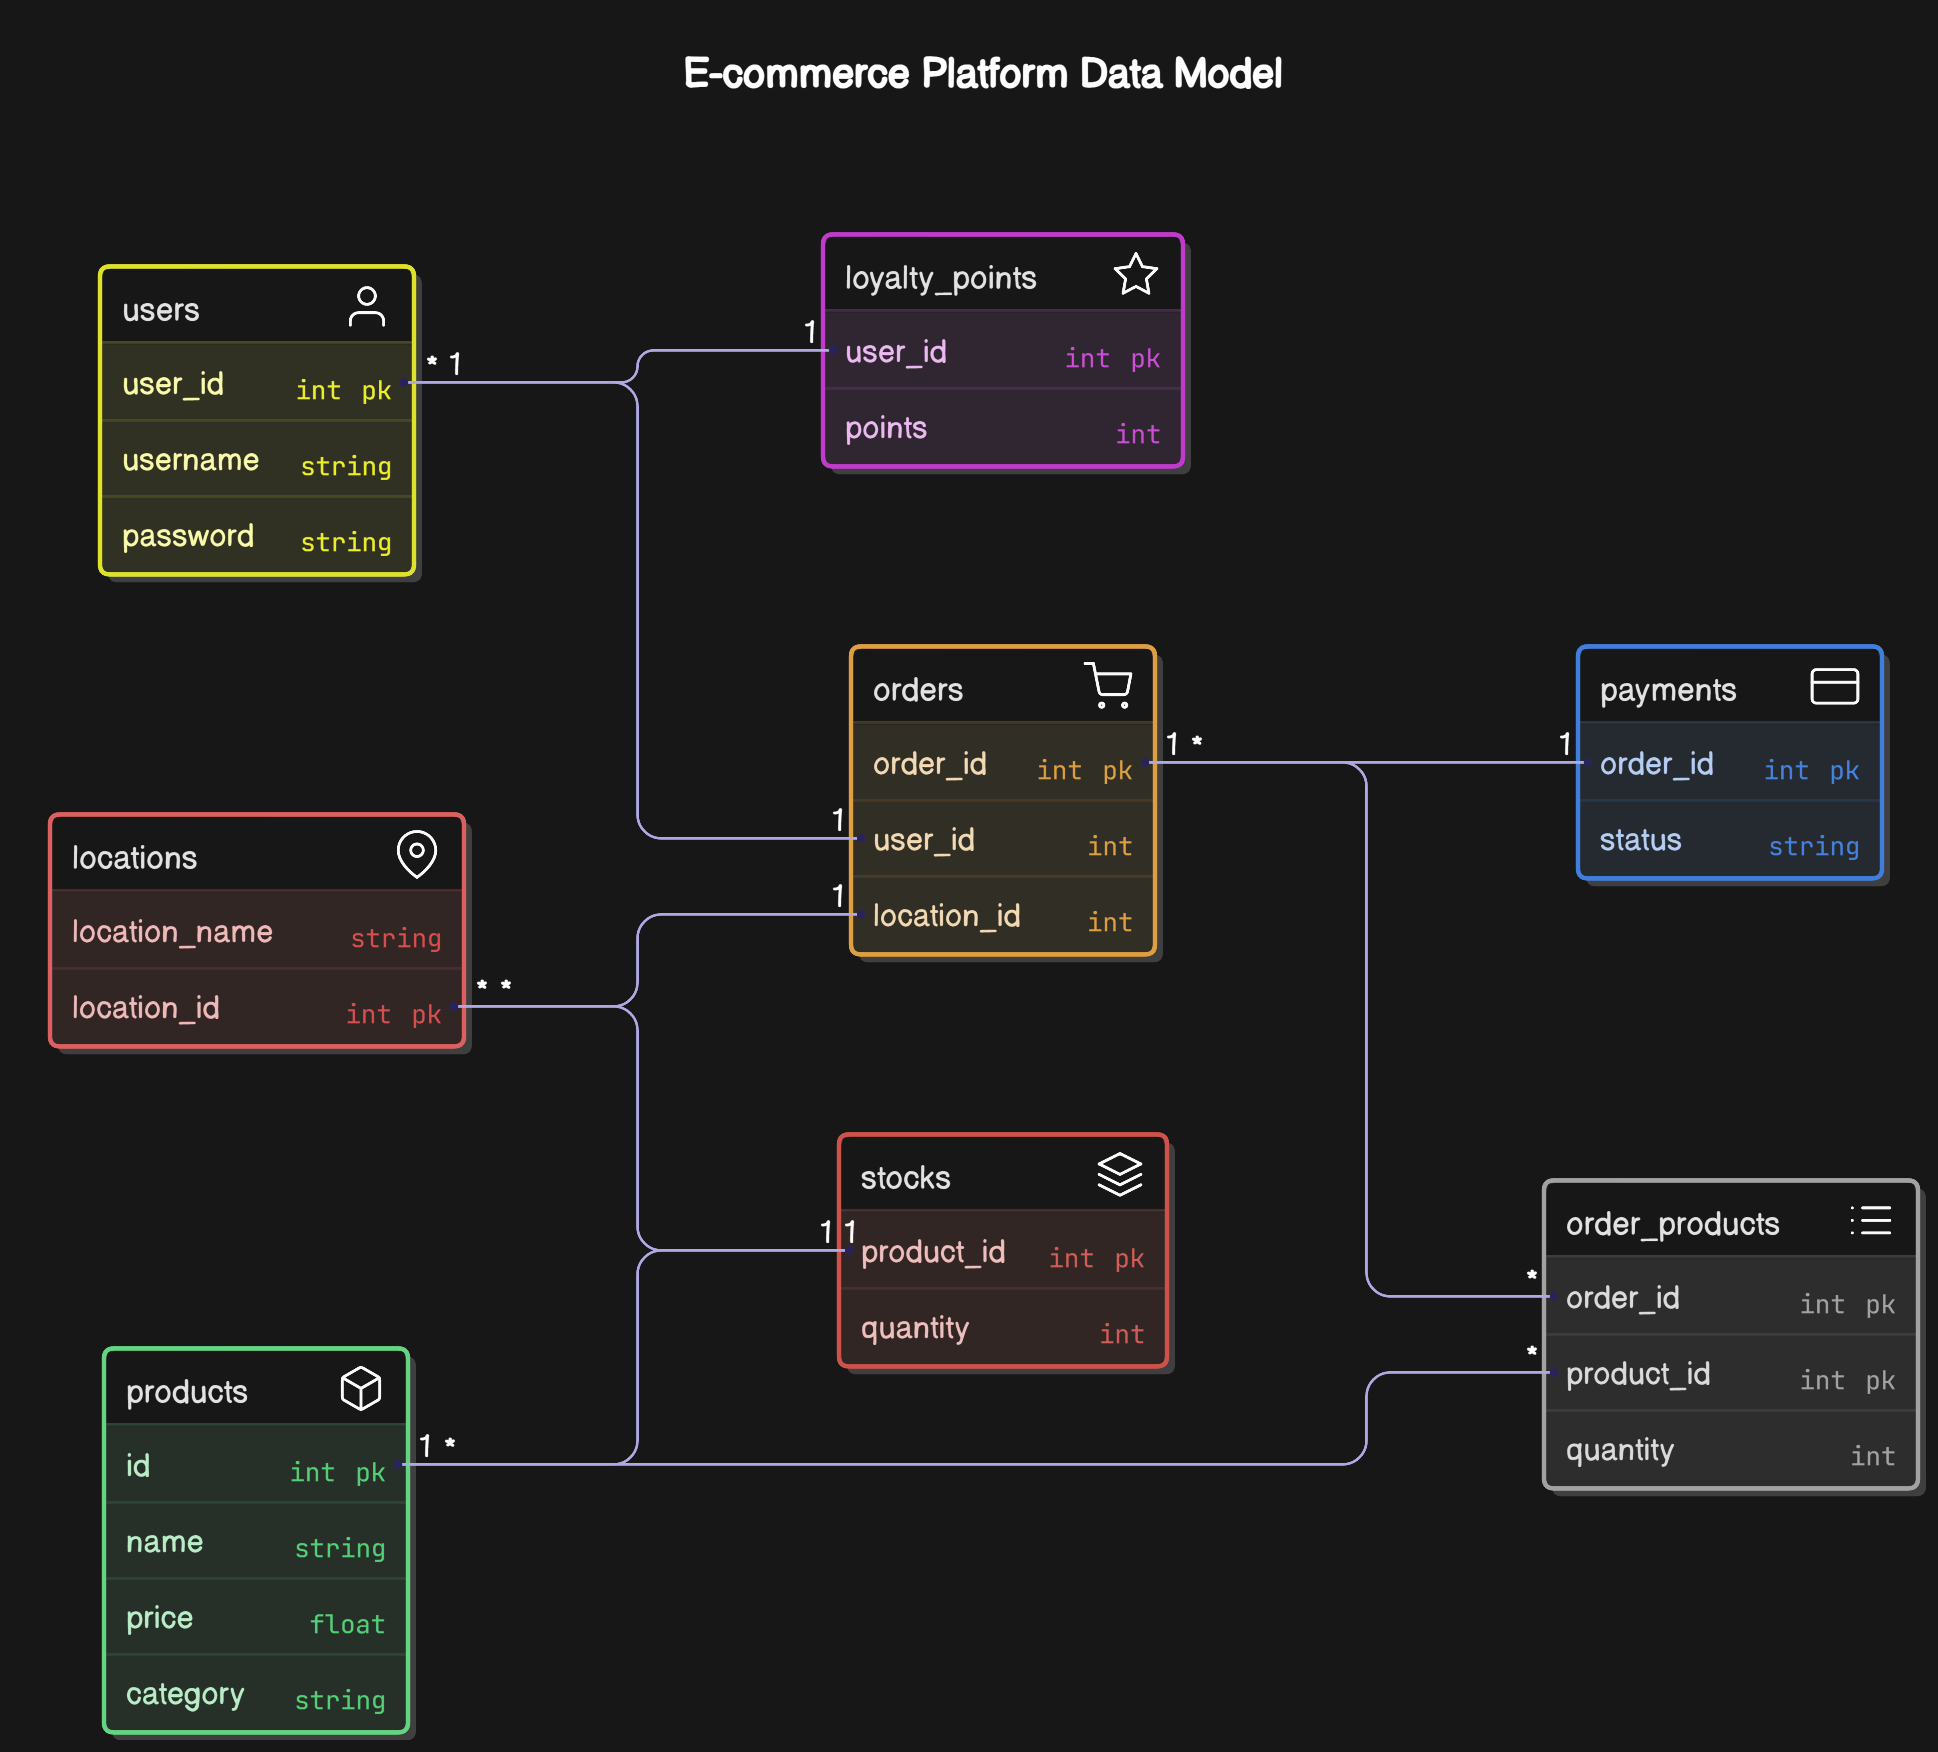 E-commerce Platform Data Model
users
* 1
user_id int pk
username string
password string
loyalty_points
1
user_id int pk
points int
orders
1 *
order_id int pk
1
user_id int
1
location_id int
payments
1
order_id int pk
status string
locations
location_name string
* *
location_id int pk
stocks
1 1
product_id int pk
quantity int
order_products
*
order_id int pk
*
product_id int pk
quantity int
products
1 *
id int pk
name string
price float
category string